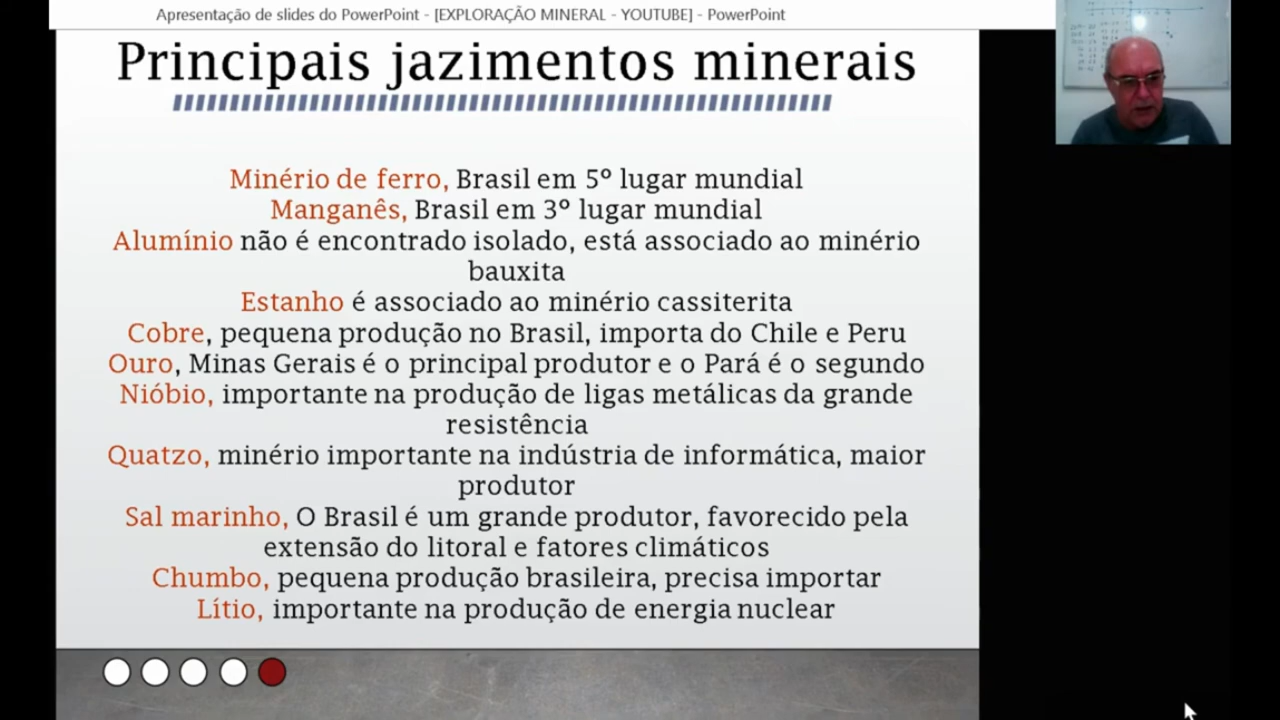 Apresentação de slides do PowerPoint - [EXPLORAÇÃO MINERAL - YOUTUBE] - PowerPoint
Principais jazimentos minerais
Minério de ferro, Brasil em 5º lugar mundial
Manganês, Brasil em 3º lugar mundial
Alumínio não é encontrado isolado, está associado ao minério
bauxita
Estanho é associado ao minério cassiterita
Cobre, pequena produção no Brasil, importa do Chile e Peru
Ouro, Minas Gerais é o principal produtor e o Pará é o segundo
Nióbio, importante na produção de ligas metálicas da grande
resistência
Quatzo, minério importante na indústria de informática, maior
produtor
Sal marinho, O Brasil é um grande produtor, favorecido pela
extensão do litoral e fatores climáticos
Chumbo, pequena produção brasileira, precisa importar
Lítio, importante na produção de energia nuclear